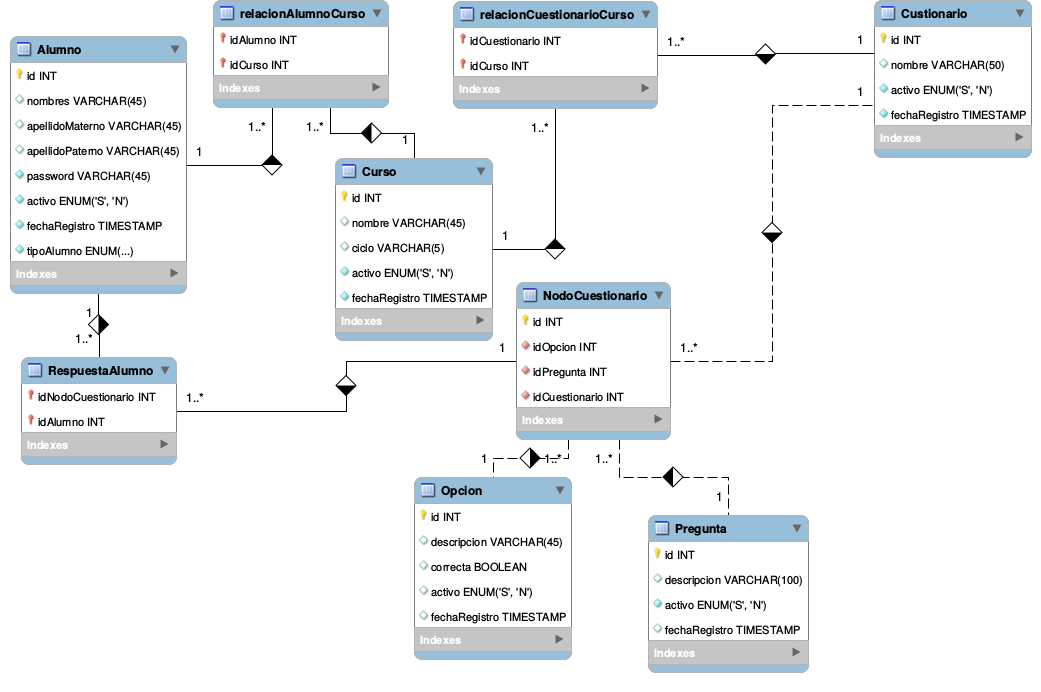 relacionAlumnoCurso
idAlumno INT
idCurso INT
Indexes
relacionCuestionarioCurso
idCuestionario INT
idCurso INT
Indexes
Custionario
id INT
nombre VARCHAR(50)
activo ENUM('S', 'N')
fechaRegistro TIMESTAMP
Indexes
Alumno
id INT
nombres VARCHAR(45)
apellidoMaterno VARCHAR(45)
apellidoPaterno VARCHAR(45)
password VARCHAR(45)
activo ENUM('S', 'N')
fechaRegistro TIMESTAMP
tipoAlumno ENUM(...)
Indexes
1..*
1
1
1..*
1..*
1
1
1..*
1
Curso
id INT
nombre VARCHAR(45)
ciclo VARCHAR(5)
activo ENUM('S', 'N')
fechaRegistro TIMESTAMP
Indexes
NodoCuestionario
id INT
idOpcion INT
idPregunta INT
idCuestionario INT
Indexes
1
1..*
1
1..*
1..*
RespuestaAlumno
idNodoCuestionario INT
idAlumno INT
Indexes
1
1..*
1..*
1
Opcion
id INT
descripcion VARCHAR(45)
correcta BOOLEAN
activo ENUM('S', 'N')
fechaRegistro TIMESTAMP
Indexes
Pregunta
id INT
descripcion VARCHAR(100)
activo ENUM('S', 'N')
fechaRegistro TIMESTAMP
Indexes